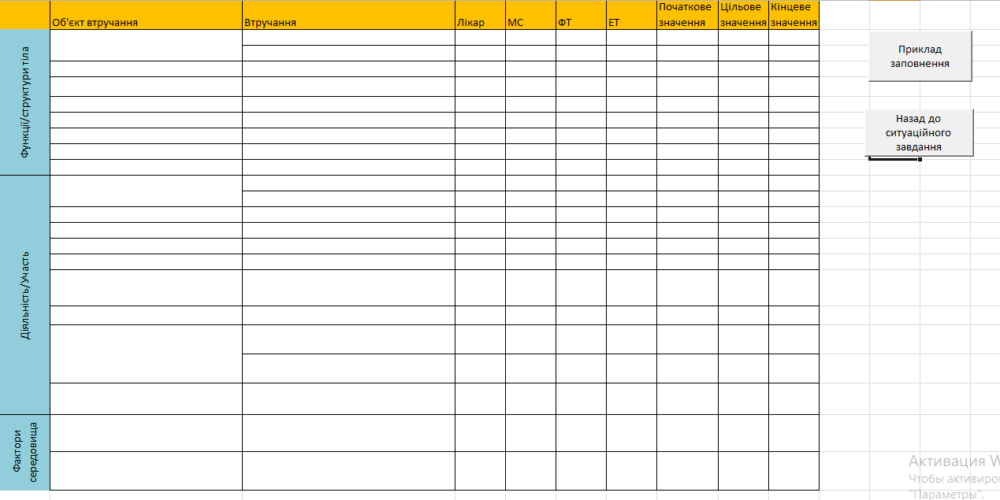 Об'єкт втручання
Втручання
Лікар
МС
ФТ
ЕТ
Початкове
значення
Цільове
значення
Кінцеве
значення
Функції/структури тіла
Діяльність/Участь
Фактори
середовища
Приклад
заповнення
Назад до
ситуаційного
завдання
Активация W
Чтобы активиро
"Параметры".